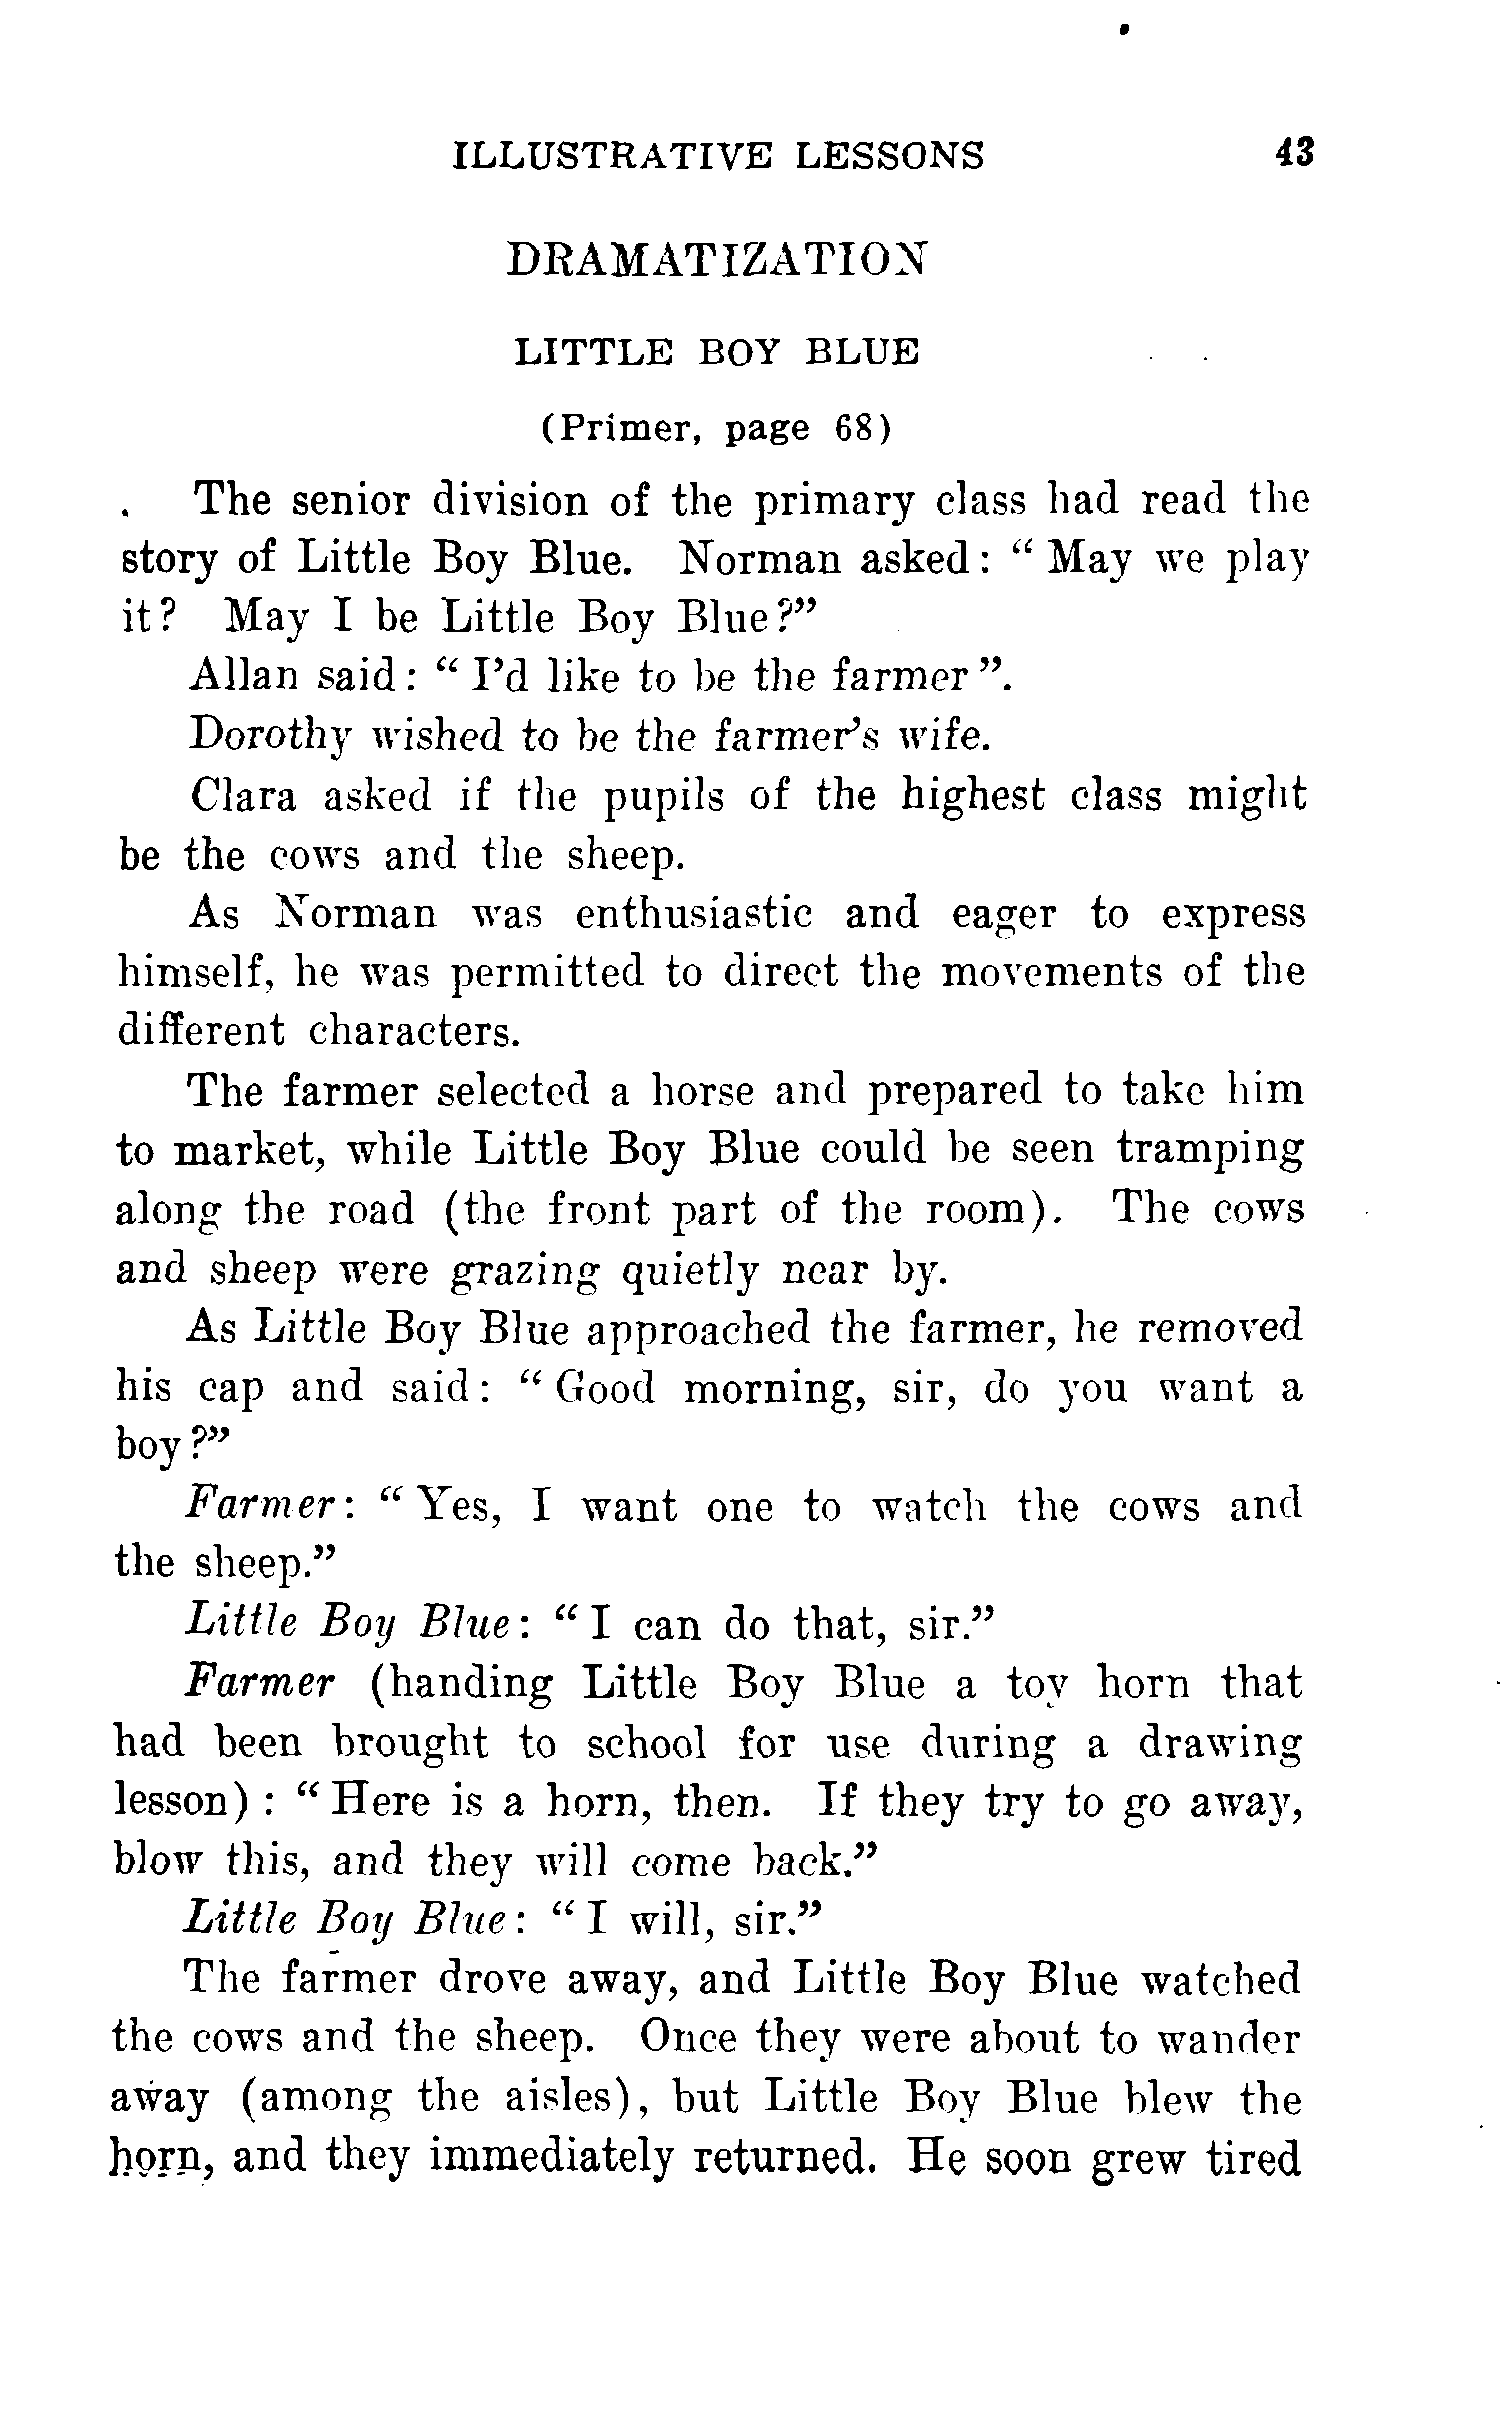 ILLUSTRATIVE LESSONS 43
DRAMATIZATION
LITTLE BOY BLUE
(Primer, page 68)
The senior division of the primary class had read the
story of Little Boy Blue. Norman asked: “May we play
it? May I be Little Boy Blue?”
Allan said: “I’d like to be the farmer”.
Dorothy wished to be the farmer’s wife.
Clara asked if the pupils of the highest class might
be the cows and the sheep.
As Norman was enthusiastic and eager to express
himself, he was permitted to direct the movements of the
different characters.
The farmer selected a horse and prepared to take him
to market, while Little Boy Blue could be seen tramping
along the road (the front part of the room). The cows
and sheep were grazing quietly near by.
As Little Boy Blue approached the farmer, he removed
his cap and said: “Good morning, sir, do you want a
boy?”
Farmer: “Yes, I want one to watch the cows and
the sheep.”
Little Boy Blue: “I can do that, sir.”
Farmer (handing Little Boy Blue a toy horn that
had been brought to school for use during a drawing
lesson): “Here is a horn, then. If they try to go away,
blow this, and they will come back.”
Little Boy Blue: “I will, sir.”
The farmer drove away, and Little Boy Blue watched
the cows and the sheep. Once they were about to wander
away (among the aisles), but Little Boy Blue blew the
horn, and they immediately returned. He soon grew tired